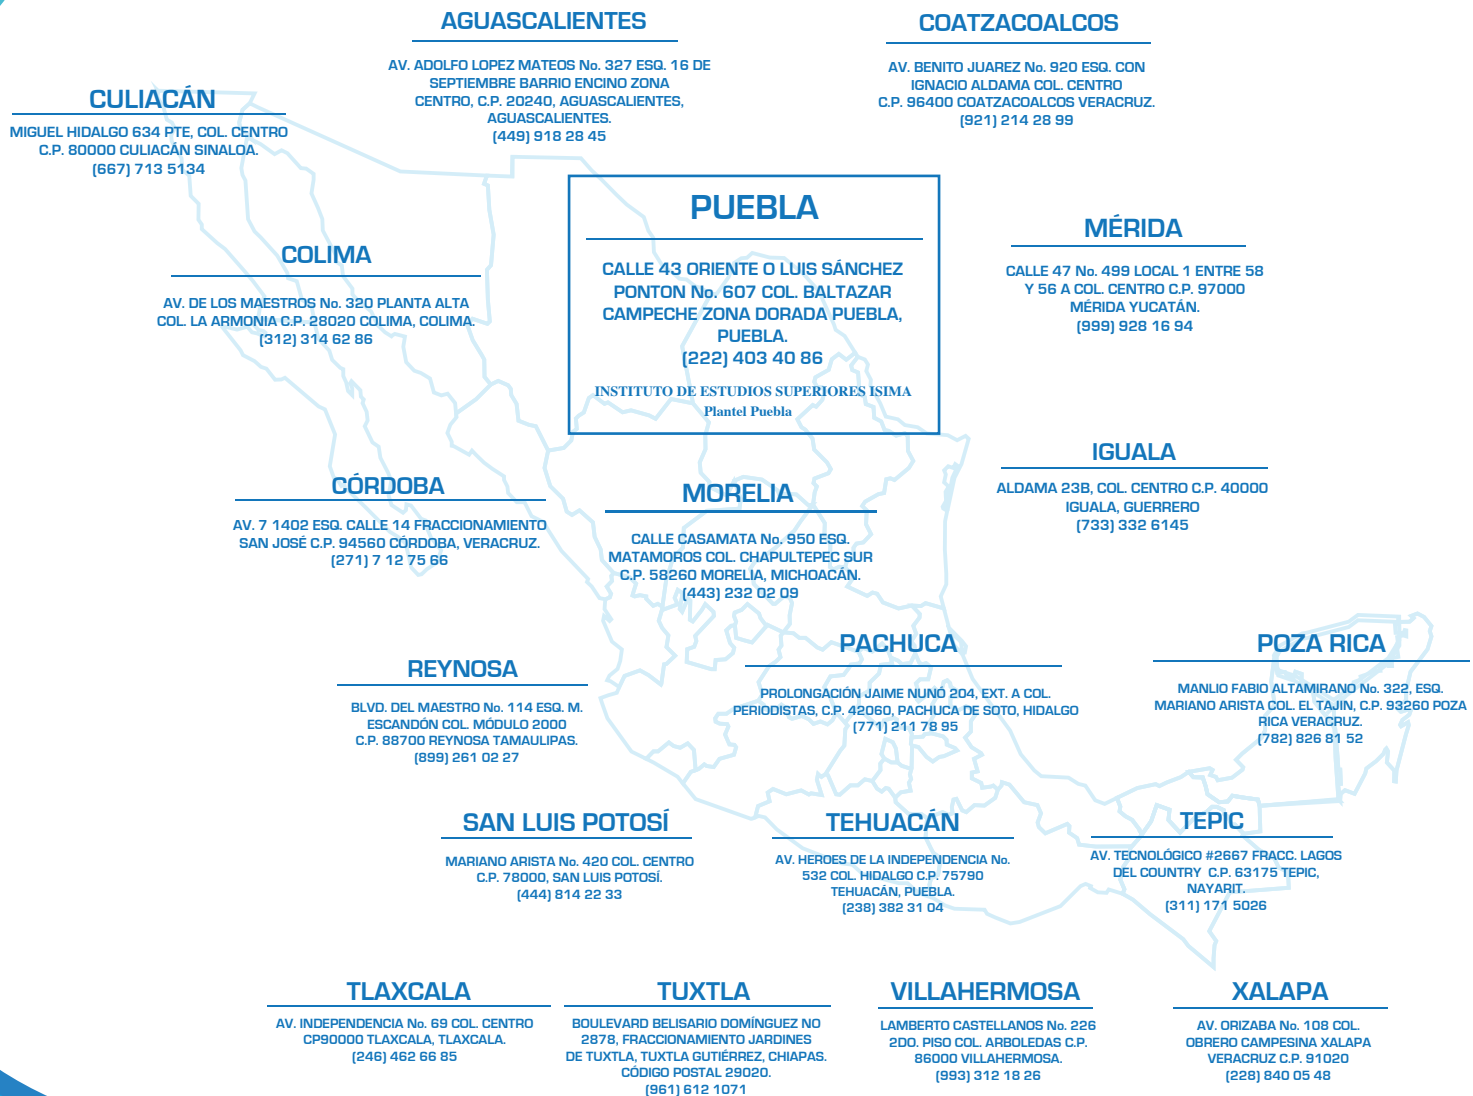 AGUASCALIENTES
AV. ADOLFO LOPEZ MATEOS No. 327 ESQ. 16 DE
SEPTIEMBRE BARRIO ENCINO ZONA
CENTRO, C.P. 20240, AGUASCALIENTES,
AGUASCALIENTES.
(449) 918 28 45
COATZACOALCOS
AV. BENITO JUAREZ No. 920 ESQ. CON
IGNACIO ALDAMA COL. CENTRO
C.P. 96400 COATZACOALCOS VERACRUZ.
(921) 214 28 99
CULIACÁN
MIGUEL HIDALGO 634 PTE, COL. CENTRO
C.P. 80000 CULIACÁN SINALOA.
(667) 713 5134
PUEBLA
CALLE 43 ORIENTE O LUIS SÁNCHEZ
PONTON No. 607 COL. BALTAZAR
CAMPECHE ZONA DORADA PUEBLA,
PUEBLA.
(222) 403 40 86
INSTITUTO DE ESTUDIOS SUPERIORES ISIMA
Plantel Puebla
MÉRIDA
CALLE 47 No. 499 LOCAL 1 ENTRE 58
Y 56 A COL. CENTRO C.P. 97000
MÉRIDA YUCATÁN.
(999) 928 16 94
COLIMA
AV. DE LOS MAESTROS No. 320 PLANTA ALTA
COL. LA ARMONIA C.P. 28020 COLIMA, COLIMA.
(312) 314 62 86
IGUALA
ALDAMA 23B, COL. CENTRO C.P. 40000
IGUALA, GUERRERO
(733) 332 6145
CÓRDOBA
AV. 7 1402 ESQ. CALLE 14 FRACCIONAMIENTO
SAN JOSÉ C.P. 94560 CÓRDOBA, VERACRUZ.
(271) 7 12 75 66
MORELIA
CALLE CASAMATA No. 950 ESQ.
MATAMOROS COL. CHAPULTEPEC SUR
C.P. 58260 MORELIA, MICHOACÁN.
(443) 232 02 09
PACHUCA
PROLONGACIÓN JAIME NUNÓ 204, EXT. A COL.
PERIODISTAS, C.P. 42060, PACHUCA DE SOTO, HIDALGO
(771) 211 78 95
POZA RICA
MANLIO FABIO ALTAMIRANO No. 322, ESQ.
MARIANO ARISTA COL. EL TAJIN, C.P. 93260 POZA
RICA VERACRUZ.
(782) 826 81 52
REYNOSA
BLVD. DEL MAESTRO No. 114 ESQ. M.
ESCANDÓN COL. MÓDULO 2000
C.P. 88700 REYNOSA TAMAULIPAS.
(899) 261 02 27
SAN LUIS POTOSÍ
MARIANO ARISTA No. 420 COL. CENTRO
C.P. 78000, SAN LUIS POTOSÍ.
(444) 814 22 33
TEHUACÁN
AV. HEROES DE LA INDEPENDENCIA No.
532 COL. HIDALGO C.P. 75790
TEHUACÁN, PUEBLA.
(238) 382 31 04
TEPIC
AV. TECNOLÓGICO #2667 FRACC. LAGOS
DEL COUNTRY C.P. 63175 TEPIC,
NAYARIT.
(311) 171 5026
TLAXCALA
AV. INDEPENDENCIA No. 69 COL. CENTRO
CP90000 TLAXCALA, TLAXCALA.
(246) 462 66 85
TUXTLA
BOULEVARD BELISARIO DOMÍNGUEZ NO
2878, FRACCIONAMIENTO JARDINES
DE TUXTLA, TUXTLA GUTIÉRREZ, CHIAPAS.
CÓDIGO POSTAL 29020.
(961) 612 1071
VILLAHERMOSA
LAMBERTO CASTELLANOS No. 226
2DO. PISO COL. ARBOLEDAS C.P.
86000 VILLAHERMOSA.
(993) 312 18 26
XALAPA
AV. ORIZABA No. 108 COL.
OBRERO CAMPESINA XALAPA
VERACRUZ C.P. 91020
(228) 840 05 48